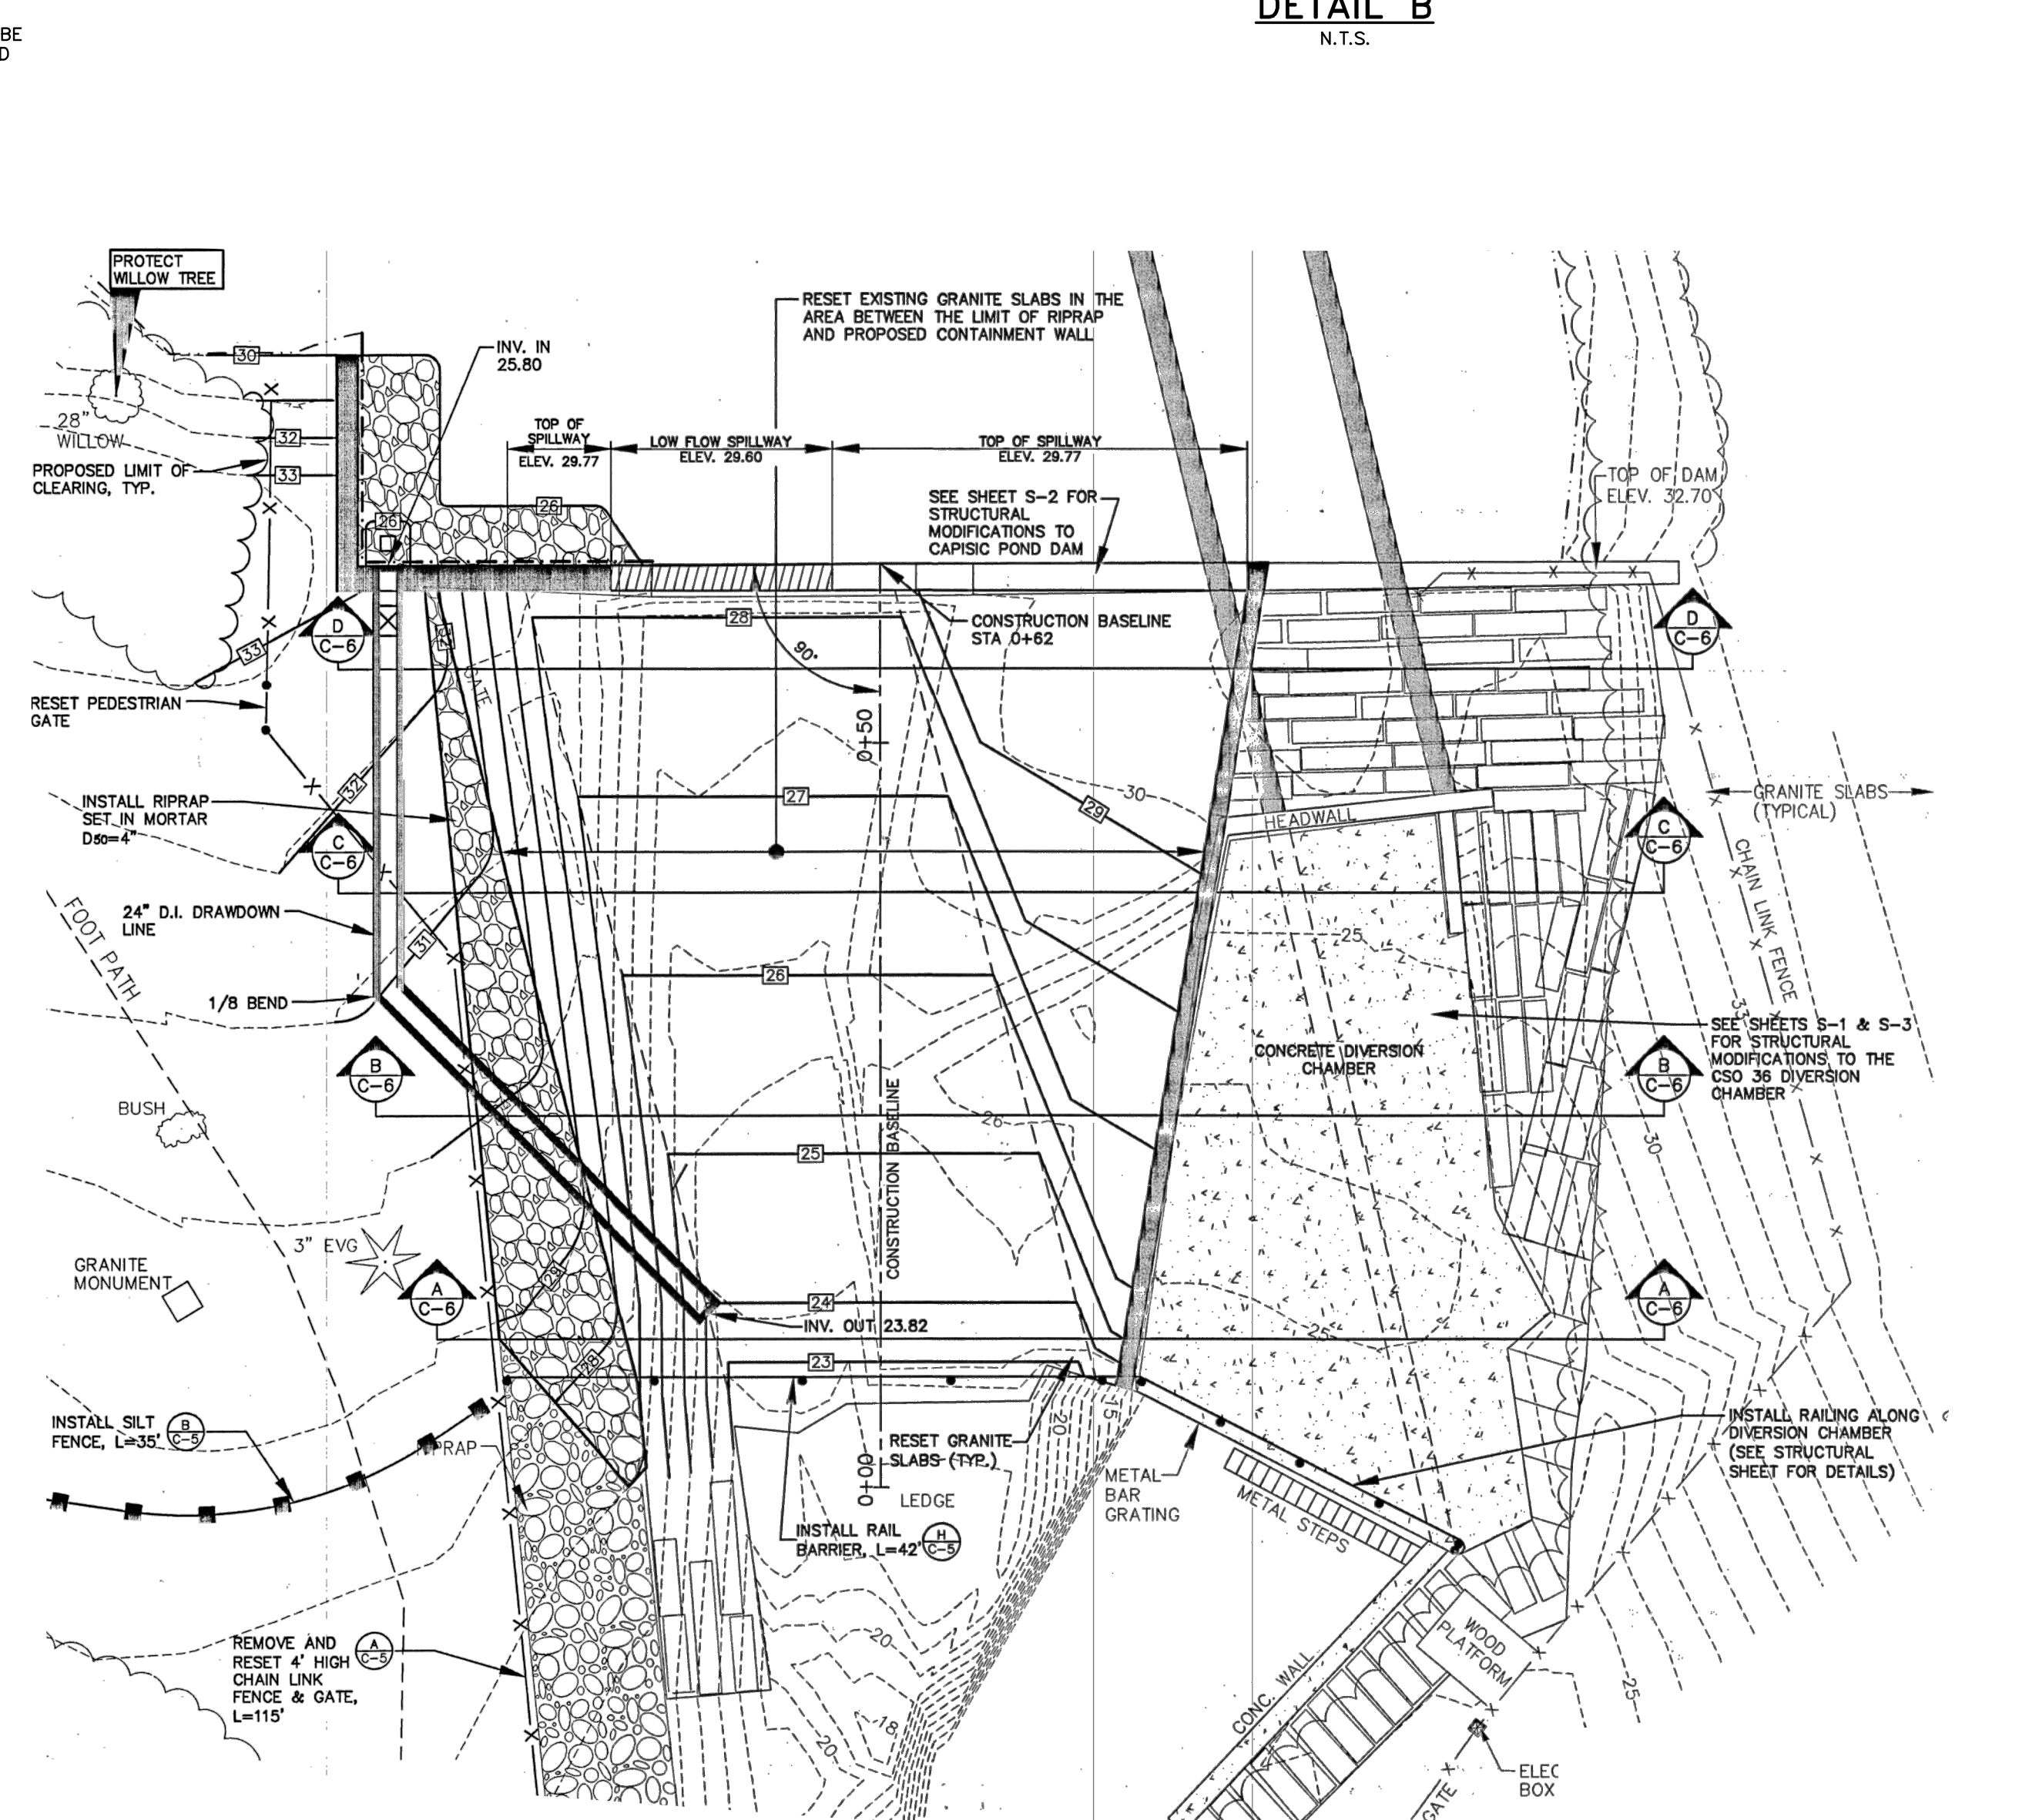 DETAIL B
N.T.S.
BE
D
PROTECT
WILLOW TREE
30
INV. IN
25.80
RESET EXISTING GRANITE SLABS IN THE
AREA BETWEEN THE LIMIT OF RIPRAP
AND PROPOSED CONTAINMENT WALL
28"
WILLOW
32
33
PROPOSED LIMIT OF
CLEARING, TYP.
TOP OF
SPILLWAY
ELEV. 29.77
LOW FLOW SPILLWAY
ELEV. 29.60
TOP OF SPILLWAY
ELEV. 29.77
26
26
SEE SHEET S-2 FOR
STRUCTURAL
MODIFICATIONS TO
CAPISIC POND DAM
TOP OF DAM
ELEV. 32.70
D
C-6
28
CONSTRUCTION BASELINE
STA 0+62
D
C-6
33
90°
GATE
RESET PEDESTRIAN
GATE
0+50
INSTALL RIPRAP
SET IN MORTAR
D50=4"
32
27
29
30
HEADWALL
GRANITE SLABS
(TYPICAL)
C
C-6
C
C-6
CHAIN LINK FENCE
FOOT PATH
24" D.I. DRAWDOWN
LINE
31
25
26
1/8 BEND
33
SEE SHEETS S-1 & S-3
FOR STRUCTURAL
MODIFICATIONS TO THE
CSO 36 DIVERSION
CHAMBER
CONCRETE DIVERSION
CHAMBER
B
C-6
B
C-6
BUSH
26
CONSTRUCTION BASELINE
25
30
3" EVG
GRANITE
MONUMENT
A
C-6
29
24
INV. OUT 23.82
25
A
C-6
28
23
INSTALL SILT
FENCE, L=35'
B
C-5
RESET GRANITE
SLABS (TYP.)
20
15
METAL
BAR
GRATING
INSTALL RAILING ALONG
DIVERSION CHAMBER
(SEE STRUCTURAL
SHEET FOR DETAILS)
0+00
LEDGE
METAL STEPS
INSTALL RAIL
BARRIER, L=42'
H
C-5
REMOVE AND
RESET 4' HIGH
CHAIN LINK
FENCE & GATE,
L=115'
A
C-5
20
18
20
WOOD
PLATFORM
CONC. WALL
25
ELEC
BOX
GATE